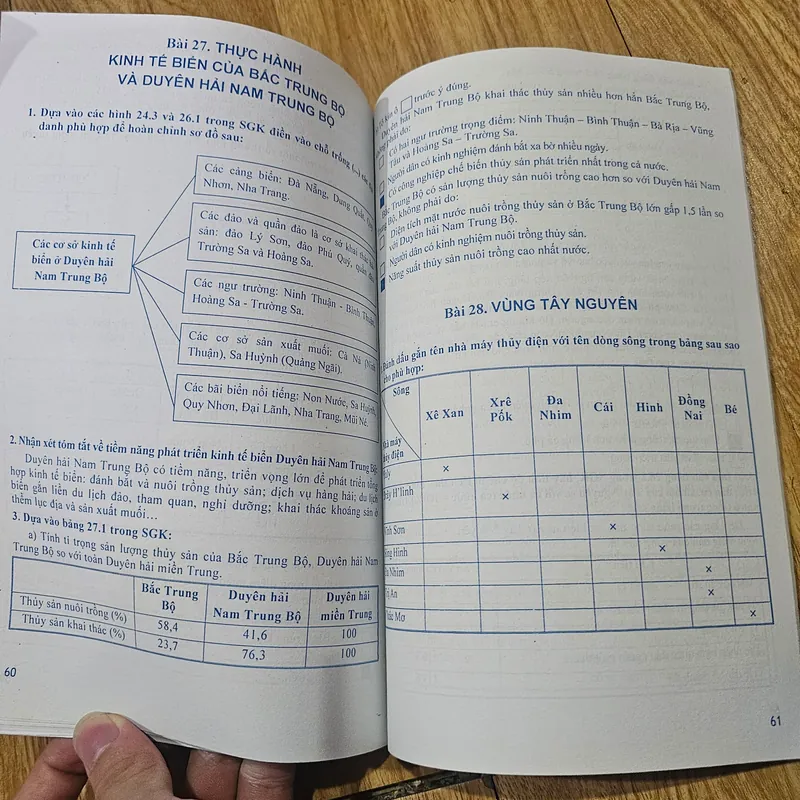 Bài 27. THỰC HÀNH
KINH TẾ BIỂN CỦA BẮC TRUNG BỘ
VÀ DUYÊN HẢI NAM TRUNG BỘ
1. Dựa vào các hình 24.3 và 26.1 trong SGK điền vào chỗ trống
danh phù hợp để hoàn chỉnh sơ đồ sau:
Các cơ sở kinh tế
biển ở Duyên hải
Nam Trung Bộ
Các cảng biển: Đà Nẵng, Dung Quất,
Nhơn, Nha Trang.
Các đảo và quần đảo là cơ sở khai thác
sản: đảo Lý Sơn, đảo Phú Quý, quần
Trường Sa và Hoảng Sa.
Các ngư trường: Ninh Thuận - Bình Thuận,
Hoàng Sa - Trường Sa.
Các cơ sở sản xuất muối: Cà Ná (Ninh
Thuận), Sa Huỳnh (Quảng Ngãi).
Các bãi biển nổi tiếng: Non Nước, Sa Huỳnh,
Quy Nhơn, Đại Lãnh, Nha Trang, Mũi Né.
2. Nhận xét tóm tắt về tiềm năng phát triển kinh tế biển Duyên hải Nam Trung Bộ:
Duyên hải Nam Trung Bộ có tiềm năng, triển vọng lớn để phát triển tổng
hợp kinh tế biển: đánh bắt và nuôi trồng thủy sản; dịch vụ hàng hải; du lịch
biển gắn liền du lịch đảo, tham quan, nghỉ dưỡng; khai thác khoáng sản ở
thềm lục địa và sản xuất muối…
3. Dựa vào bảng 27.1 trong SGK:
a) Tính tỉ trọng sản lượng thủy sản của Bắc Trung Bộ, Duyên hải Nam
Trung Bộ so với toàn Duyên hải miền Trung.
Bắc Trung Bộ Duyên hải Nam Trung Bộ Duyên hải miền Trung
Thủy sản nuôi trồng (%) 58,4 41,6 100
Thủy sản khai thác (%) 23,7 76,3 100
60
ô □ trước ý đúng.
Duyên hải Nam Trung Bộ khai thác thủy sản nhiều hơn hẳn Bắc Trung Bộ,
phải do:
Có hai ngư trường trọng điểm: Ninh Thuận – Bình Thuận – Bà Rịa – Vũng
Tàu và Hoàng Sa – Trường Sa.
Người dân có kinh nghiệm đánh bắt xa bờ nhiều ngày.
Có công nghiệp chế biến thủy sản phát triển nhất trong cả nước.
Bắc Trung Bộ có sản lượng thủy sản nuôi trồng cao hơn so với Duyên hải Nam
Bộ, không phải do:
Diện tích mặt nước nuôi trồng thủy sản ở Bắc Trung Bộ lớn gấp 1,5 lần so
với Duyên hải Nam Trung Bộ.
Người dân có kinh nghiệm nuôi trồng thủy sản.
Năng suất thủy sản nuôi trồng cao nhất nước.
Bài 28. VÙNG TÂY NGUYÊN
Đánh dấu gắn tên nhà máy thủy điện với tên dòng sông trong bảng sau sao
cho phù hợp:
Sông Xê Xan Xrê Pốk Đa Nhim Cái Hinh Đồng Nai Bé
Nhà máy
thủy điện
×
H'linh ×
Sơn ×
Hinh ×
Nhim ×
An ×
Mơ ×
61